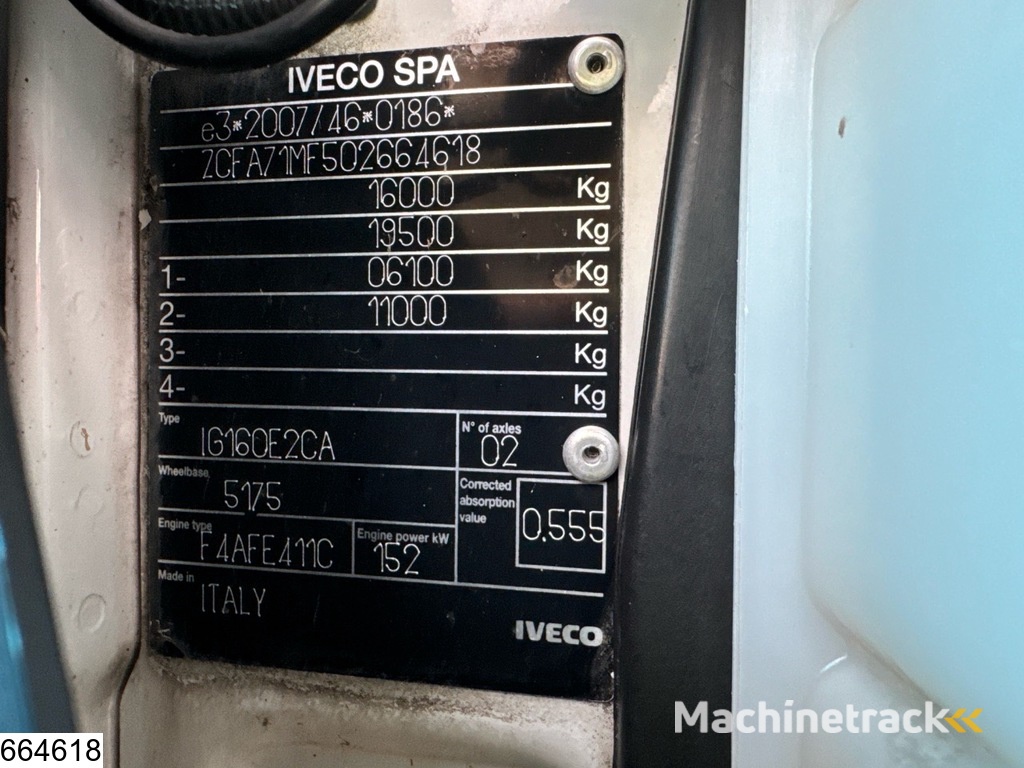 IVECO SPA
e3*2007/46*0186*
ZCFA71MF502664618
16000 Kg
19500 Kg
1- 06100 Kg
2- 11000 Kg
3- Kg
4- Kg
Type IG160E2CA
N° of axles 02
Wheelbase 5175
Corrected absorption value 0.555
Engine type F4AFE411C
Engine power kW 152
Made in ITALY
IVECO
Machinetrack
664618